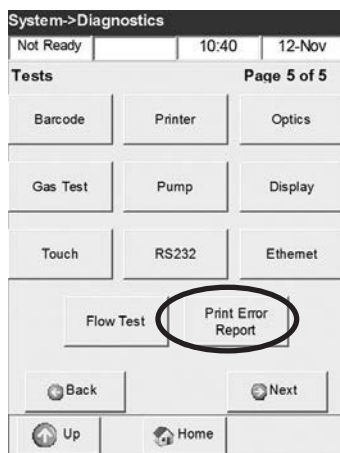 System->Diagnostics
Not Ready 10:40 12-Nov
Tests Page 5 of 5
Barcode Printer Optics
Gas Test Pump Display
Touch RS232 Ethernet
Flow Test Print Error
Report
Back Next
Up Home